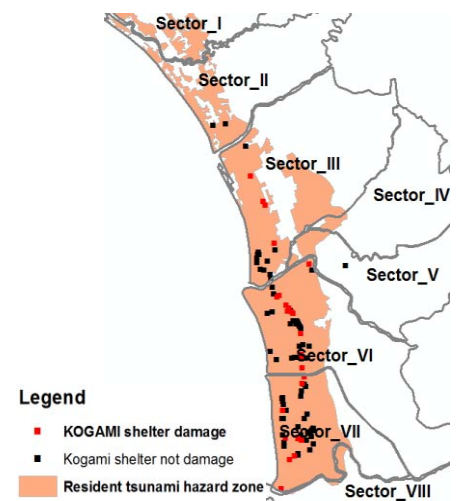 Sector_I
Sector_II
Sector_III
Sector_IV
Sector_V
Sector_VI
Sector_VII
Sector_VIII
Legend
KOGAMI shelter damage
Kogami shelter not damage
Resident tsunami hazard zone